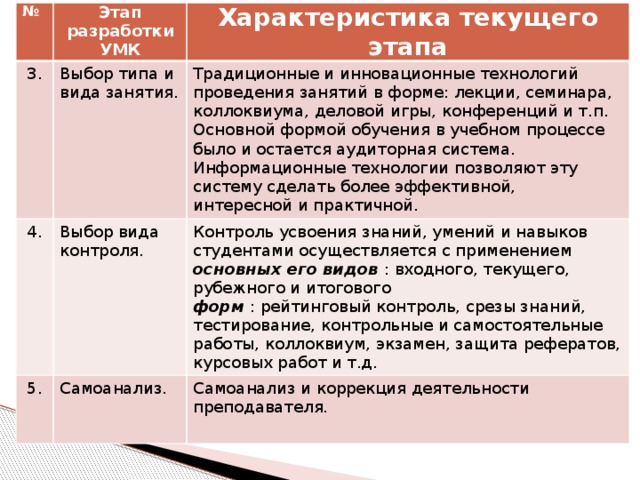 №
Этап
разработки
УМК
Характеристика текущего
этапа
3.
Выбор типа и
вида занятия.
Традиционные и инновационные технологий
проведения занятий в форме: лекции, семинара,
коллоквиума, деловой игры, конференций и т.п.
Основной формой обучения в учебном процессе
было и остается аудиторная система.
Информационные технологии позволяют эту
систему сделать более эффективной,
интересной и практичной.
4.
Выбор вида
контроля.
Контроль усвоения знаний, умений и навыков
студентами осуществляется с применением
основных его видов : входного, текущего,
рубежного и итогового
форм : рейтинговый контроль, срезы знаний,
тестирование, контрольные и самостоятельные
работы, коллоквиум, экзамен, защита рефератов,
курсовых работ и т.д.
5.
Самоанализ.
Самоанализ и коррекция деятельности
преподавателя.